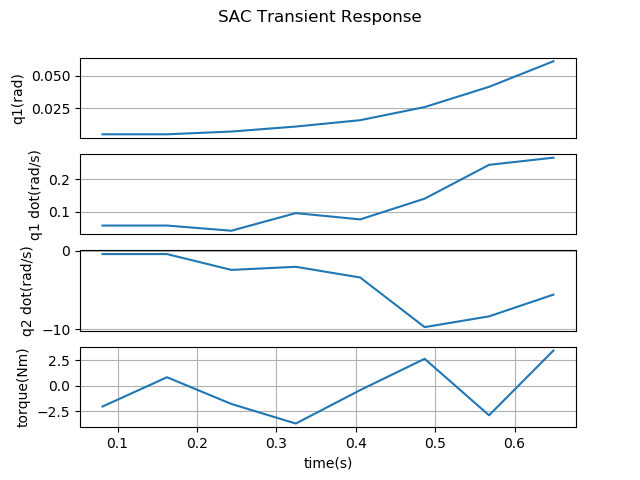 SAC Transient Response
q1(rad)
0.050
0.025
q1 dot(rad/s)
0.2
0.1
q2 dot(rad/s)
0
−10
torque(Nm)
2.5
0.0
−2.5
0.1 0.2 0.3 0.4 0.5 0.6
time(s)